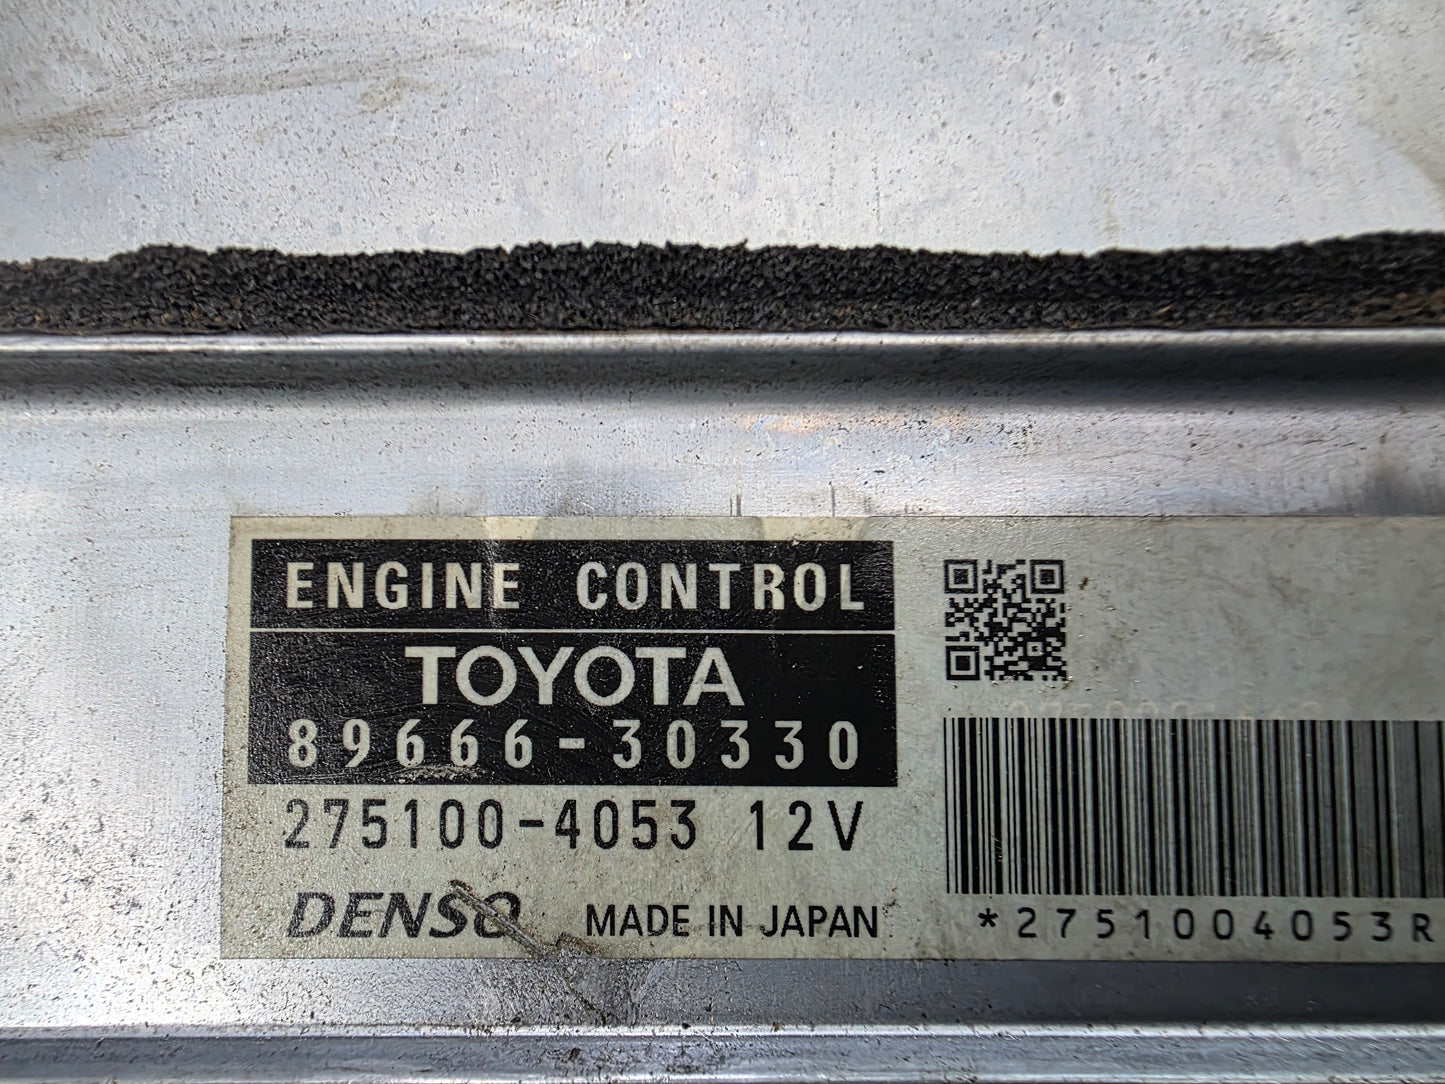 ENGINE CONTROL
TOYOTA
89666-30330
275100-4053 12V
DENSO MADE IN JAPAN
*2751004053R